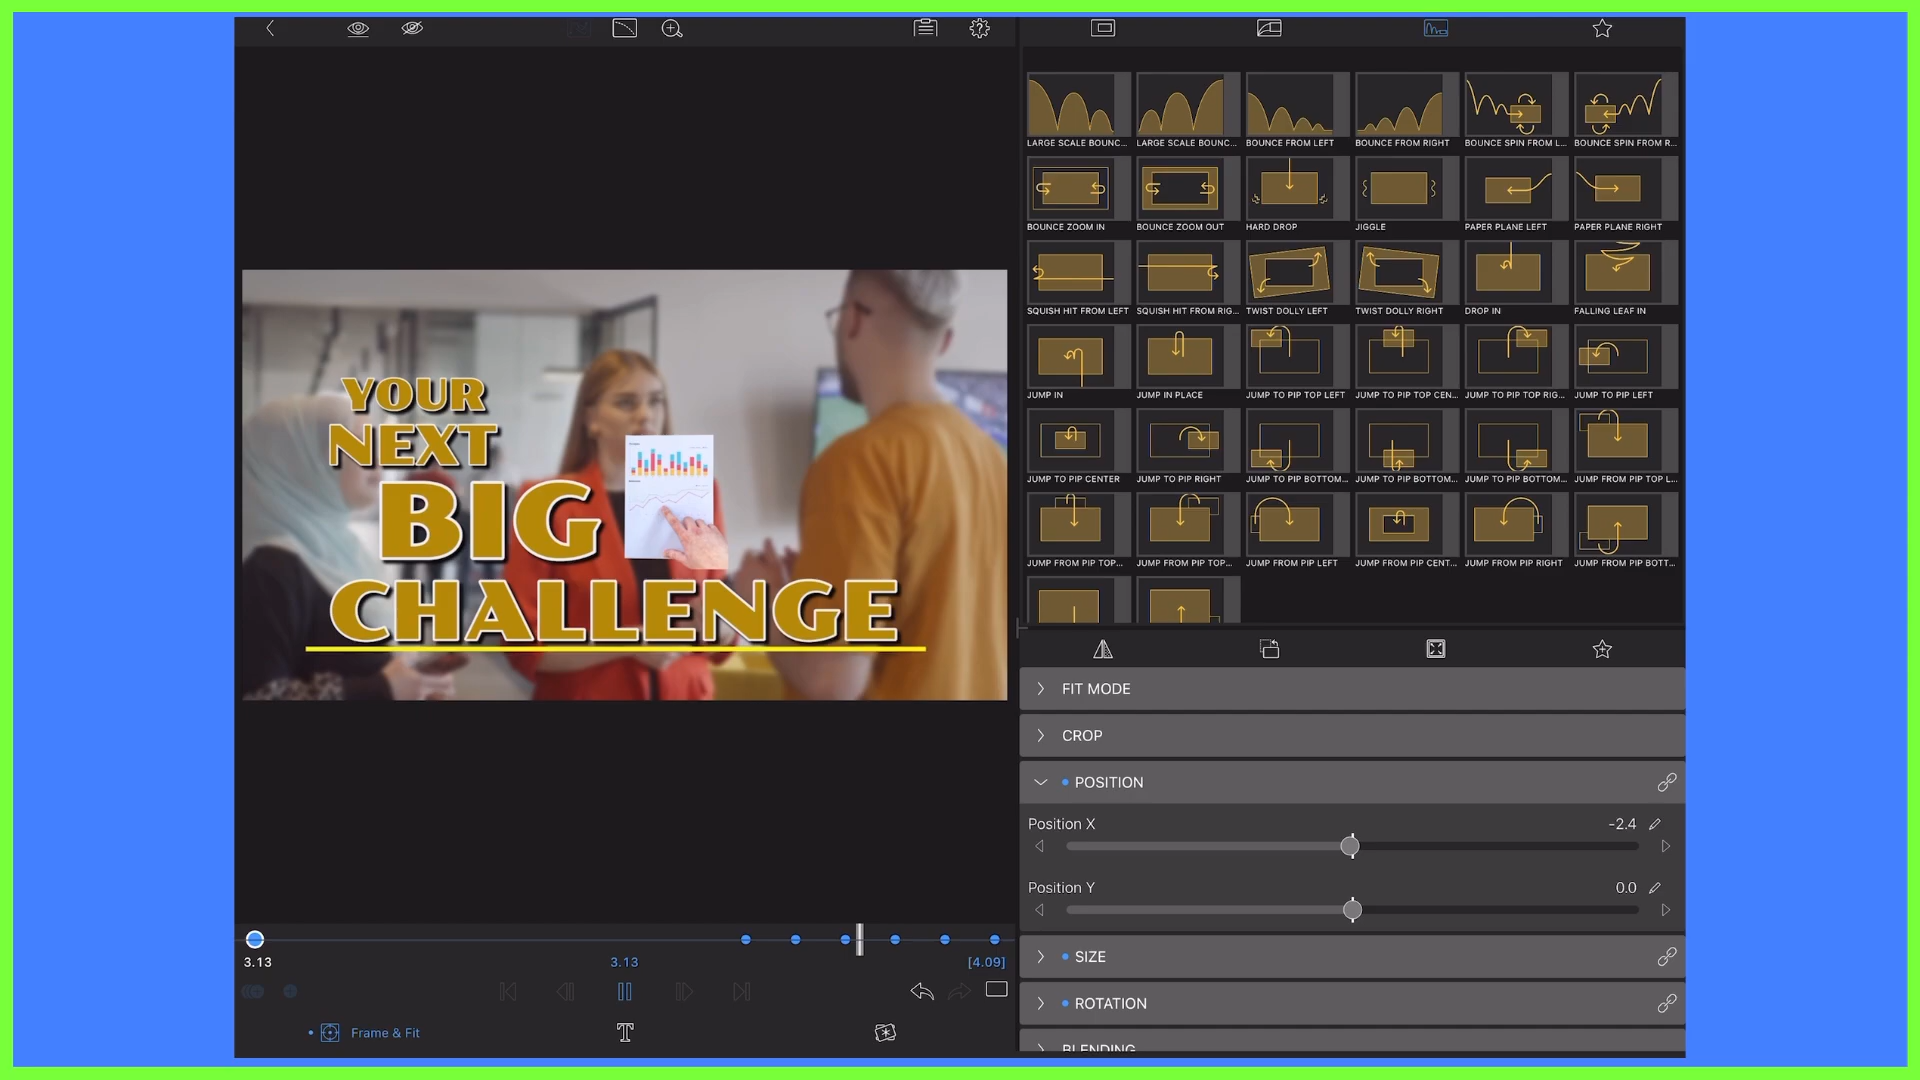 LARGE SCALE BOUNC... LARGE SCALE BOUNC... BOUNCE FROM LEFT BOUNCE FROM RIGHT BOUNCE SPIN FROM L... BOUNCE SPIN FROM R...
BOUNCE ZOOM IN BOUNCE ZOOM OUT HARD DROP JIGGLE PAPER PLANE LEFT PAPER PLANE RIGHT
SQUISH HIT FROM LEFT SQUISH HIT FROM RIG... TWIST DOLLY LEFT TWIST DOLLY RIGHT DROP IN FALLING LEAF IN
JUMP IN JUMP IN PLACE JUMP TO PIP TOP LEFT JUMP TO PIP TOP CEN... JUMP TO PIP TOP RIG... JUMP TO PIP LEFT
JUMP TO PIP CENTER JUMP TO PIP RIGHT JUMP TO PIP BOTTOM... JUMP TO PIP BOTTOM... JUMP TO PIP BOTTOM... JUMP FROM PIP TOP L...
JUMP FROM PIP TOP... JUMP FROM PIP TOP... JUMP FROM PIP LEFT JUMP FROM PIP CENT... JUMP FROM PIP RIGHT JUMP FROM PIP BOTT...
YOUR
NEXT
BIG
CHALLENGE
FIT MODE
CROP
POSITION
Position X -2.4
Position Y 0.0
SIZE
ROTATION
BLENDING
3.13 3.13 [4.09]
Frame & Fit